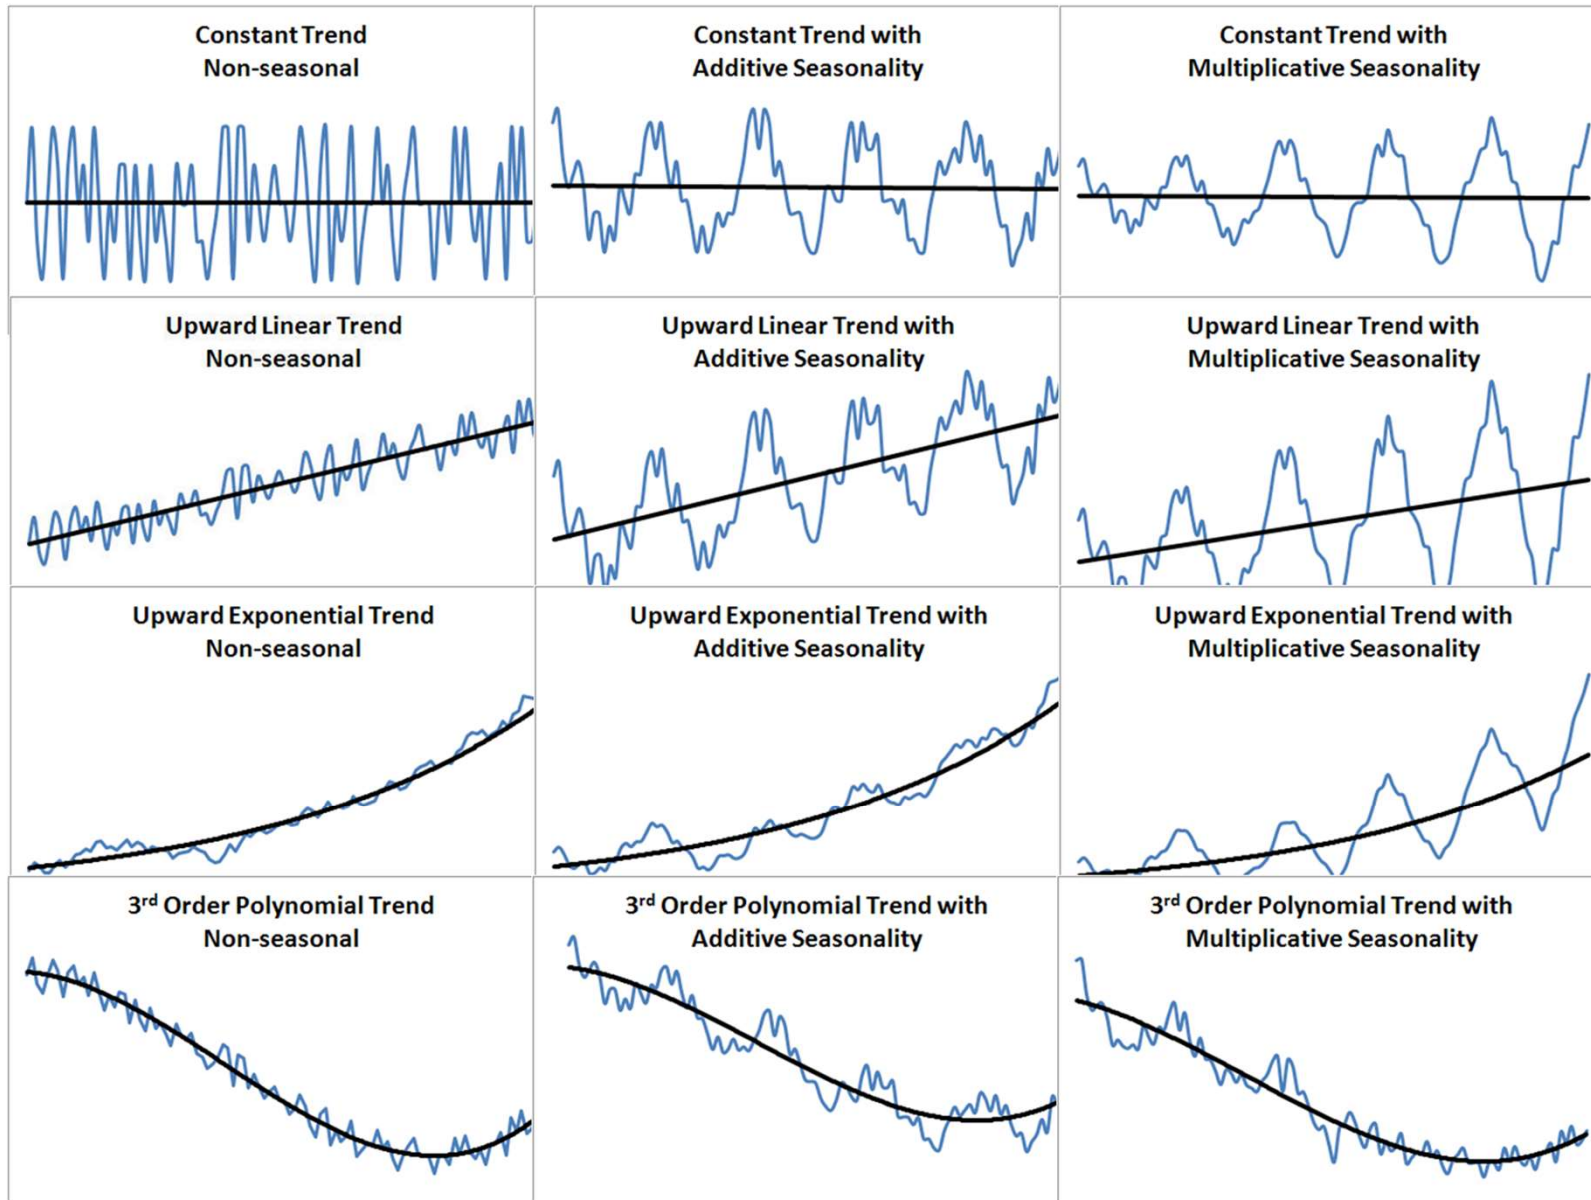 Constant Trend
Non-seasonal
Constant Trend with
Additive Seasonality
Constant Trend with
Multiplicative Seasonality
Upward Linear Trend
Non-seasonal
Upward Linear Trend with
Additive Seasonality
Upward Linear Trend with
Multiplicative Seasonality
Upward Exponential Trend
Non-seasonal
Upward Exponential Trend with
Additive Seasonality
Upward Exponential Trend with
Multiplicative Seasonality
3rd Order Polynomial Trend
Non-seasonal
3rd Order Polynomial Trend with
Additive Seasonality
3rd Order Polynomial Trend with
Multiplicative Seasonality